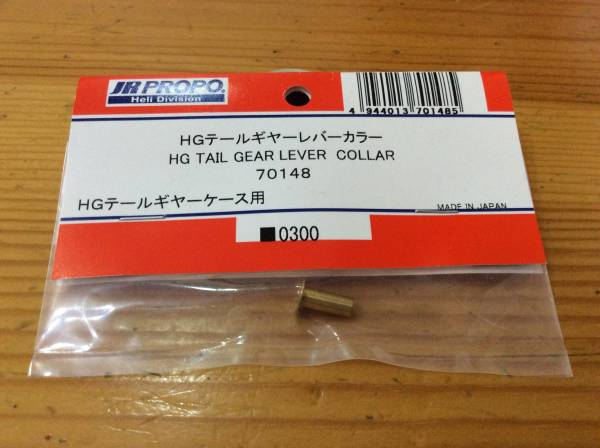 JR PROPO
Heli Division
4 944013 701485
HGテールギヤーレバーカラー
HG TAIL GEAR LEVER COLLAR
70148
HGテールギヤーケース用
MADE IN JAPAN
■0300